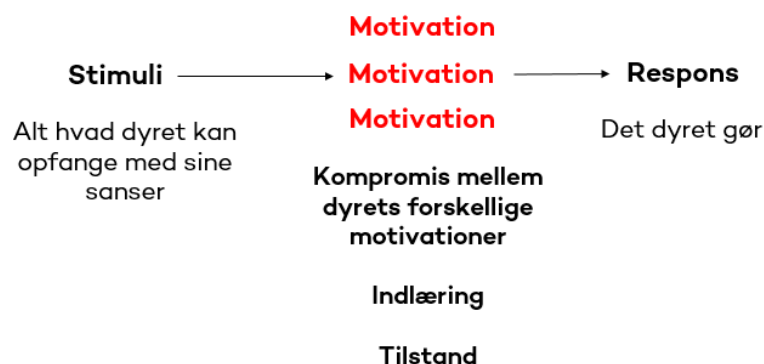 Motivation
Stimuli
Motivation
Respons
Motivation
Alt hvad dyret kan
opfange med sine
sanser
Det dyret gør
Kompromis mellem
dyrets forskellige
motivationer
Indlæring
Tilstand